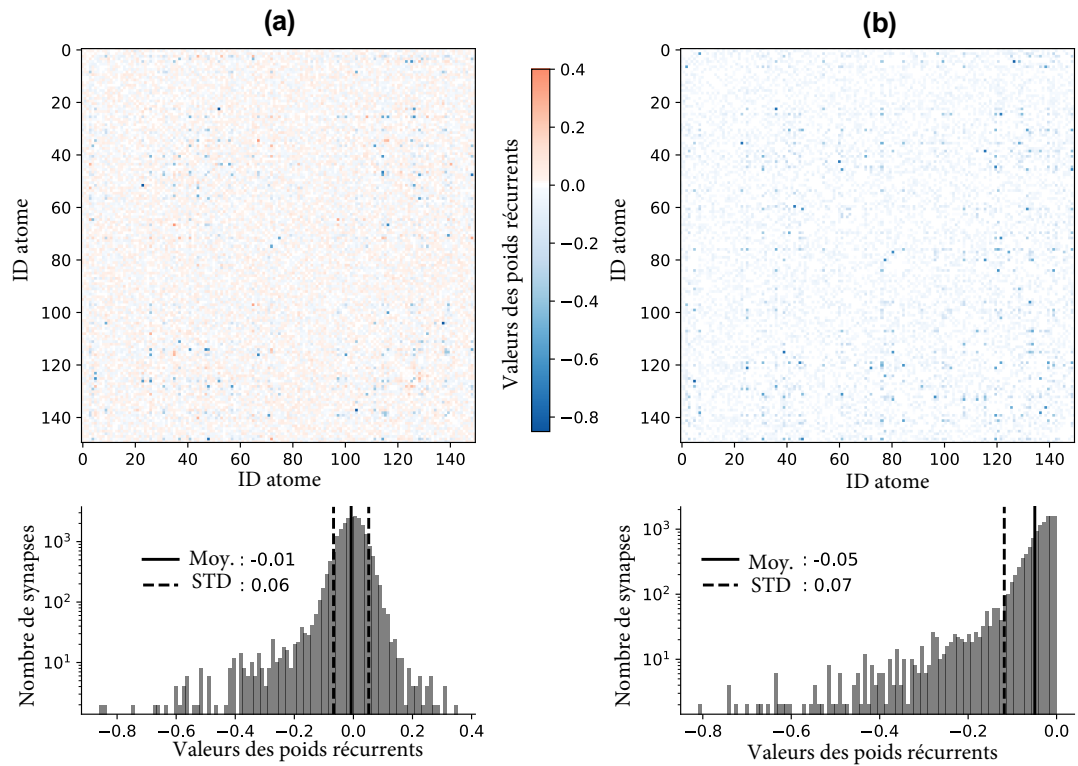 (a)
(b)
0
20
40
60
80
100
120
140
ID atome
0 20 40 60 80 100 120 140
ID atome
0.4
0.2
0.0
−0.2
−0.4
−0.6
−0.8
Valeurs des poids récurrents
0
20
40
60
80
100
120
140
ID atome
0 20 40 60 80 100 120 140
ID atome
Nombre de synapses
10³
10²
10¹
Moy. : -0.01
STD : 0.06
−0.8 −0.6 −0.4 −0.2 0.0 0.2 0.4
Valeurs des poids récurrents
Nombre de synapses
10³
10²
10¹
Moy. : -0.05
STD : 0.07
−0.8 −0.6 −0.4 −0.2 0.0
Valeurs des poids récurrents